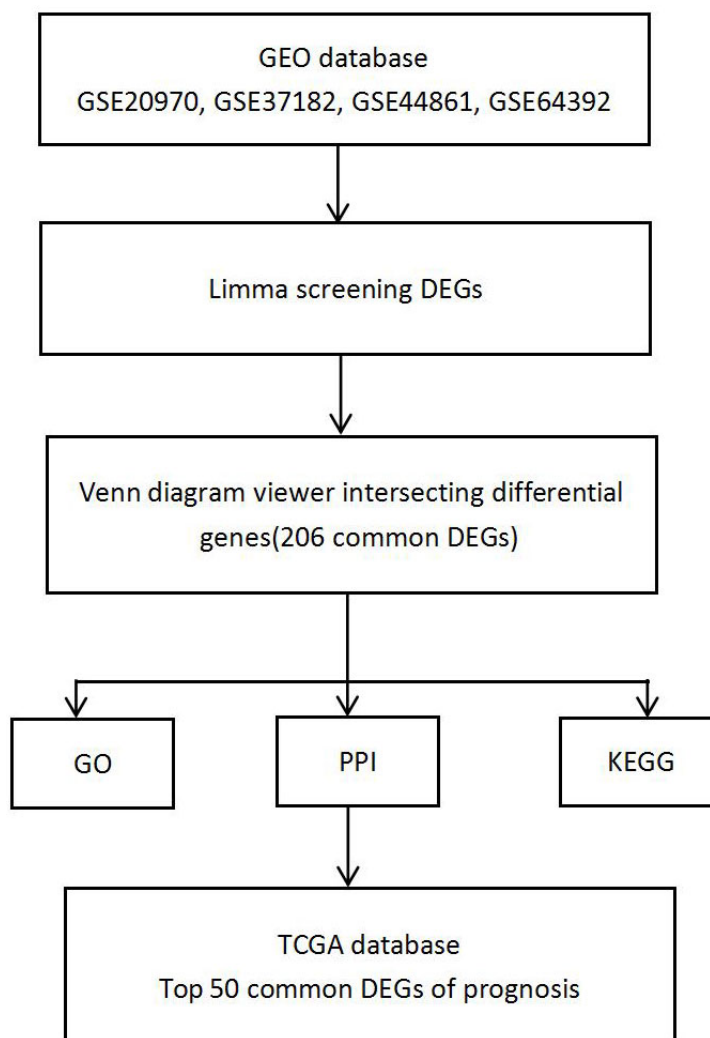 GEO database
GSE20970, GSE37182, GSE44861, GSE64392
Limma screening DEGs
Venn diagram viewer intersecting differential
genes(206 common DEGs)
GO
PPI
KEGG
TCGA database
Top 50 common DEGs of prognosis